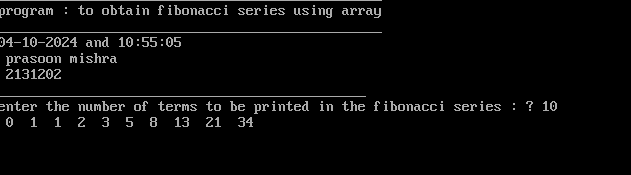 program : to obtain fibonacci series using array
04-10-2024 and 10:55:05
prasoon mishra
2131202
enter the number of terms to be printed in the fibonacci series : ? 10
0 1 1 2 3 5 8 13 21 34